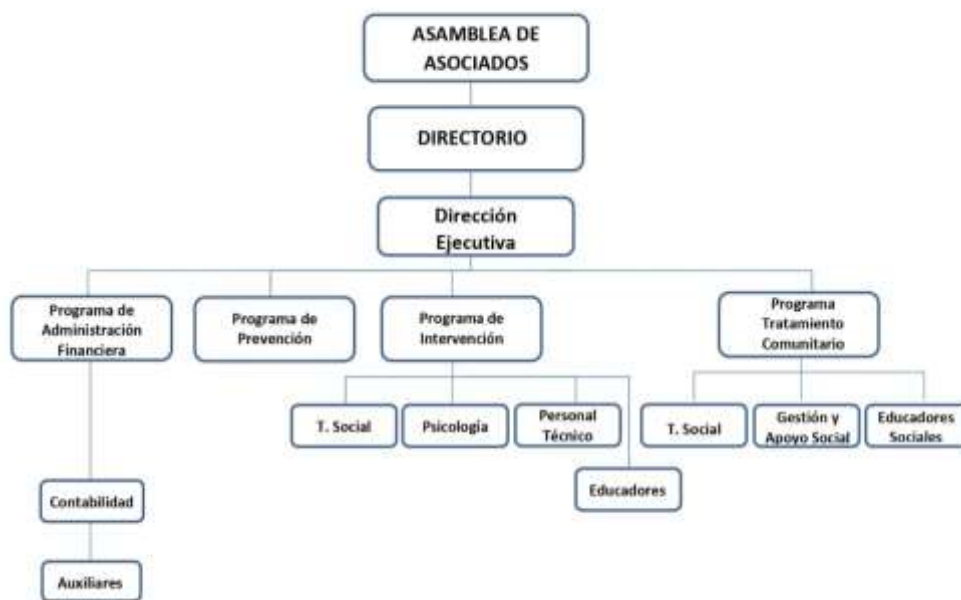 ASAMBLEA DE
ASOCIADOS
DIRECTORIO
Dirección
Ejecutiva
Programa de
Administración
Financiera
Programa de
Prevención
Programa de
Intervención
Programa
Tratamiento
Comunitario
T. Social
Psicología
Personal
Técnico
T. Social
Gestión y
Apoyo Social
Educadores
Sociales
Educadores
Contabilidad
Auxiliares